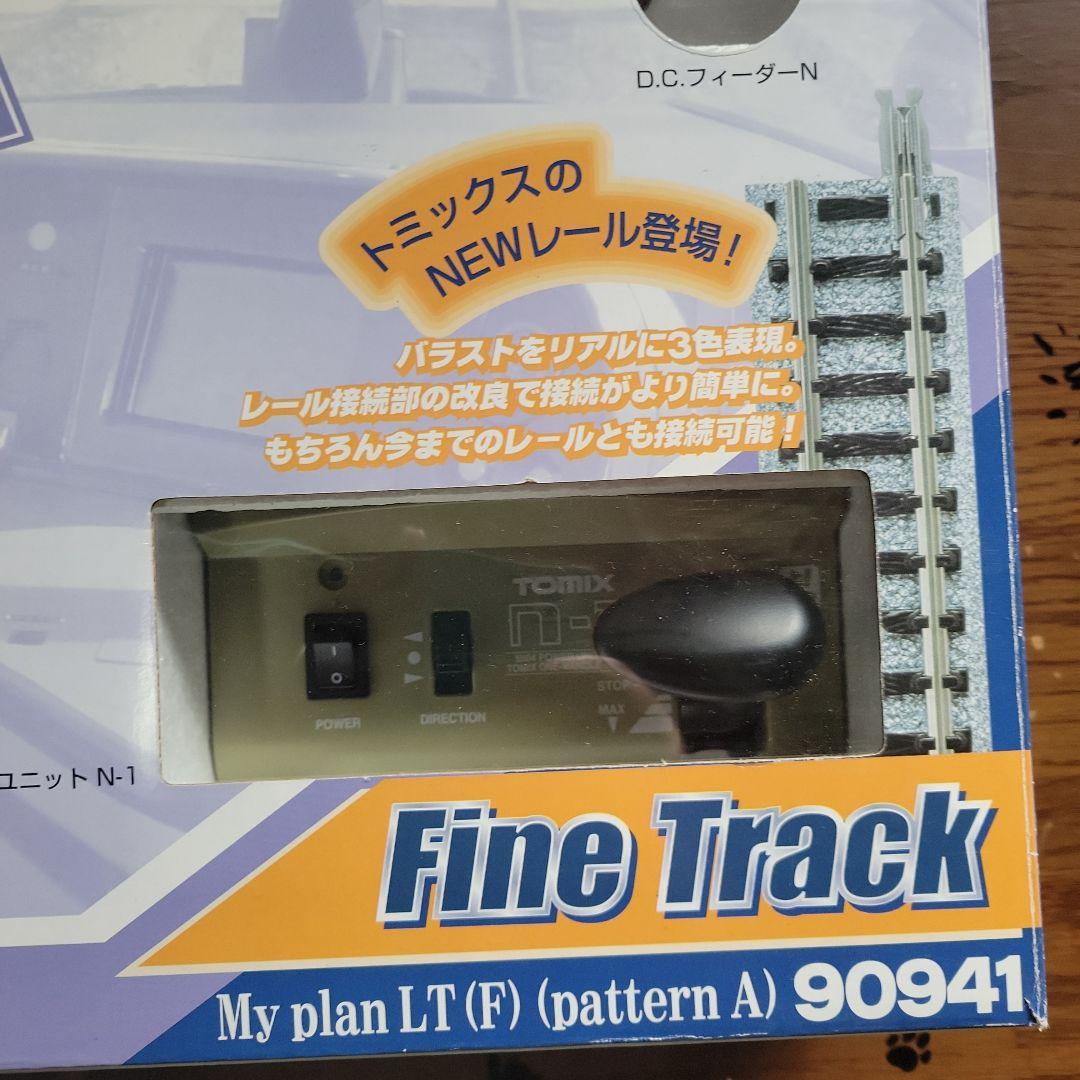 D.C.フィーダーN
トミックスの
NEWレール登場!
バラストをリアルに3色表現。
レール接続部の改良で接続がより簡単に。
もちろん今までのレールとも接続可能!
TOMIX
POWER
DIRECTION
STOP
MAX
ユニット N-1
Fine Track
My plan LT (F) (pattern A) 90941